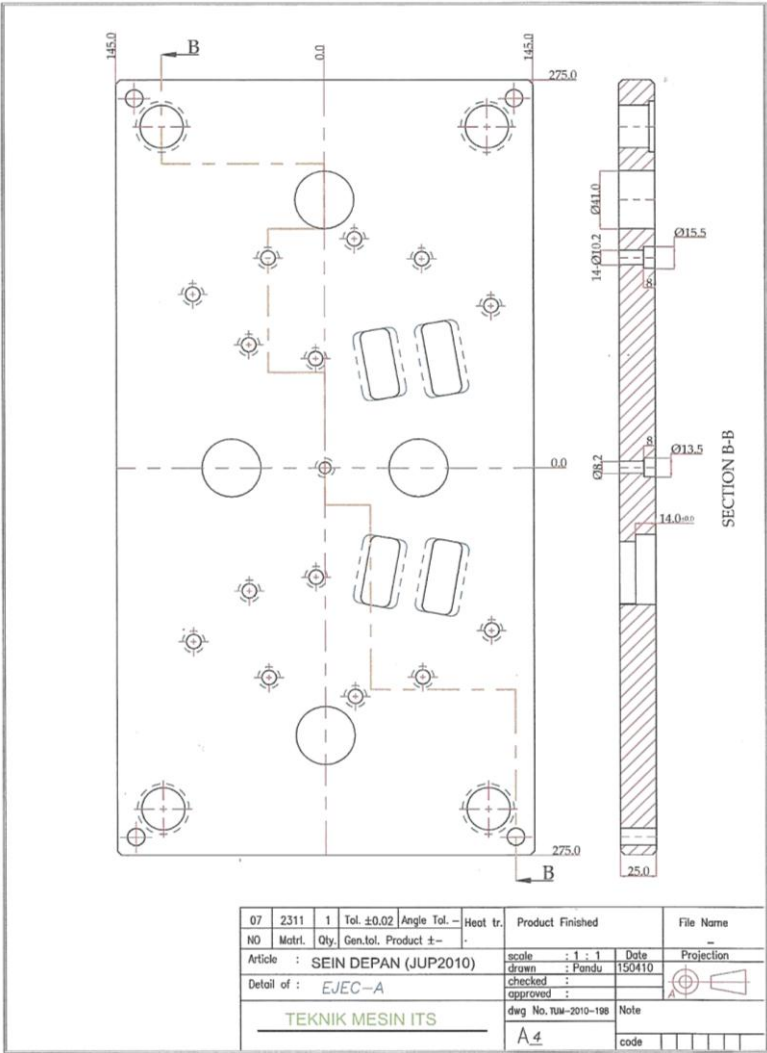 145.0
B
0.0
145.0
275.0
Ø41.0
14-Ø10.2
Ø15.5
8
0.0
Ø8.2
8
Ø13.5
14.0±0.0
SECTION B-B
275.0
B
25.0
07 2311 1 Tol. ±0.02 Angle Tol. – Heat tr. Product Finished File Name
NO Matrl. Qty. Gen.tol. Product ±– - –
Article : SEIN DEPAN (JUP2010) scale : 1 : 1 Date Projection
drawn : Pandu 150410
Detail of : EJEC-A checked :
approved :
A
TEKNIK MESIN ITS dwg No. TUM-2010-198 Note
A4 code